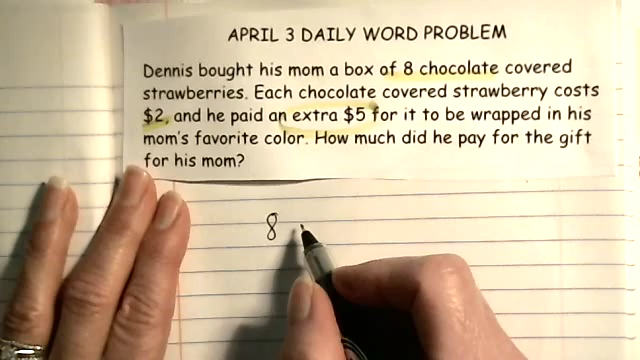 APRIL 3 DAILY WORD PROBLEM
Dennis bought his mom a box of 8 chocolate covered
strawberries. Each chocolate covered strawberry costs
$2, and he paid an extra $5 for it to be wrapped in his
mom's favorite color. How much did he pay for the gift
for his mom?
8